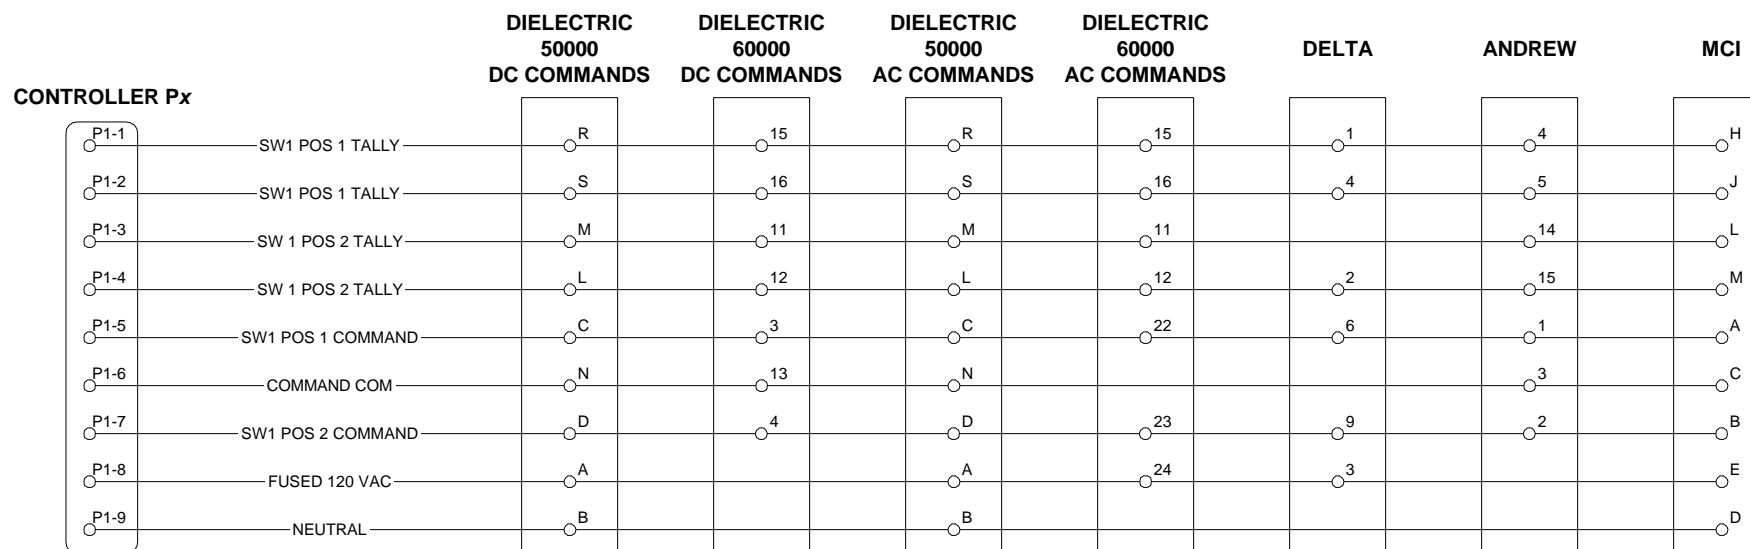 DIELECTRIC DIELECTRIC DIELECTRIC DIELECTRIC
50000 60000 50000 60000 DELTA ANDREW MCI
DC COMMANDS DC COMMANDS AC COMMANDS AC COMMANDS
CONTROLLER Px
P1-1 SW1 POS 1 TALLY R 15 R 15 1 4 H
P1-2 SW1 POS 1 TALLY S 16 S 16 4 5 J
P1-3 SW 1 POS 2 TALLY M 11 M 11 14 L
P1-4 SW 1 POS 2 TALLY L 12 L 12 2 15 M
P1-5 SW1 POS 1 COMMAND C 3 C 22 6 1 A
P1-6 COMMAND COM N 13 N 3 C
P1-7 SW1 POS 2 COMMAND D 4 D 23 9 2 B
P1-8 FUSED 120 VAC A A 24 3 E
P1-9 NEUTRAL B B D